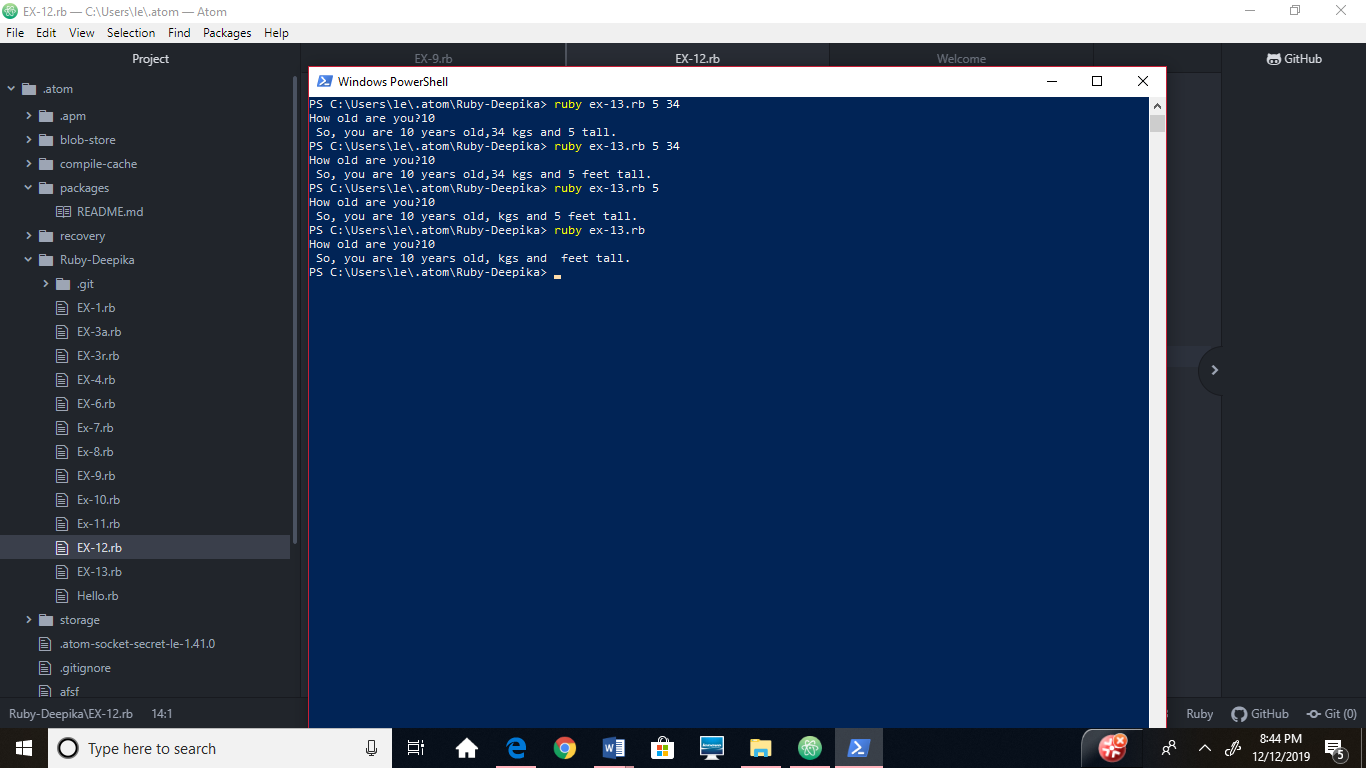 EX-12.rb — C:\Users\le\.atom — Atom
File Edit View Selection Find Packages Help
Project
EX-9.rb
EX-12.rb
Welcome
GitHub
.atom
.apm
blob-store
compile-cache
packages
README.md
recovery
Ruby-Deepika
.git
EX-1.rb
EX-3a.rb
EX-3r.rb
EX-4.rb
EX-6.rb
Ex-7.rb
Ex-8.rb
EX-9.rb
Ex-10.rb
Ex-11.rb
EX-12.rb
EX-13.rb
Hello.rb
storage
.atom-socket-secret-le-1.41.0
.gitignore
afsf
Windows PowerShell
PS C:\Users\le\.atom\Ruby-Deepika> ruby ex-13.rb 5 34
How old are you?10
So, you are 10 years old,34 kgs and 5 tall.
PS C:\Users\le\.atom\Ruby-Deepika> ruby ex-13.rb 5 34
How old are you?10
So, you are 10 years old,34 kgs and 5 feet tall.
PS C:\Users\le\.atom\Ruby-Deepika> ruby ex-13.rb 5
How old are you?10
So, you are 10 years old, kgs and 5 feet tall.
PS C:\Users\le\.atom\Ruby-Deepika> ruby ex-13.rb
How old are you?10
So, you are 10 years old, kgs and  feet tall.
PS C:\Users\le\.atom\Ruby-Deepika>
Ruby-Deepika\EX-12.rb 14:1
Ruby GitHub Git (0)
Type here to search
8:44 PM
12/12/2019
5